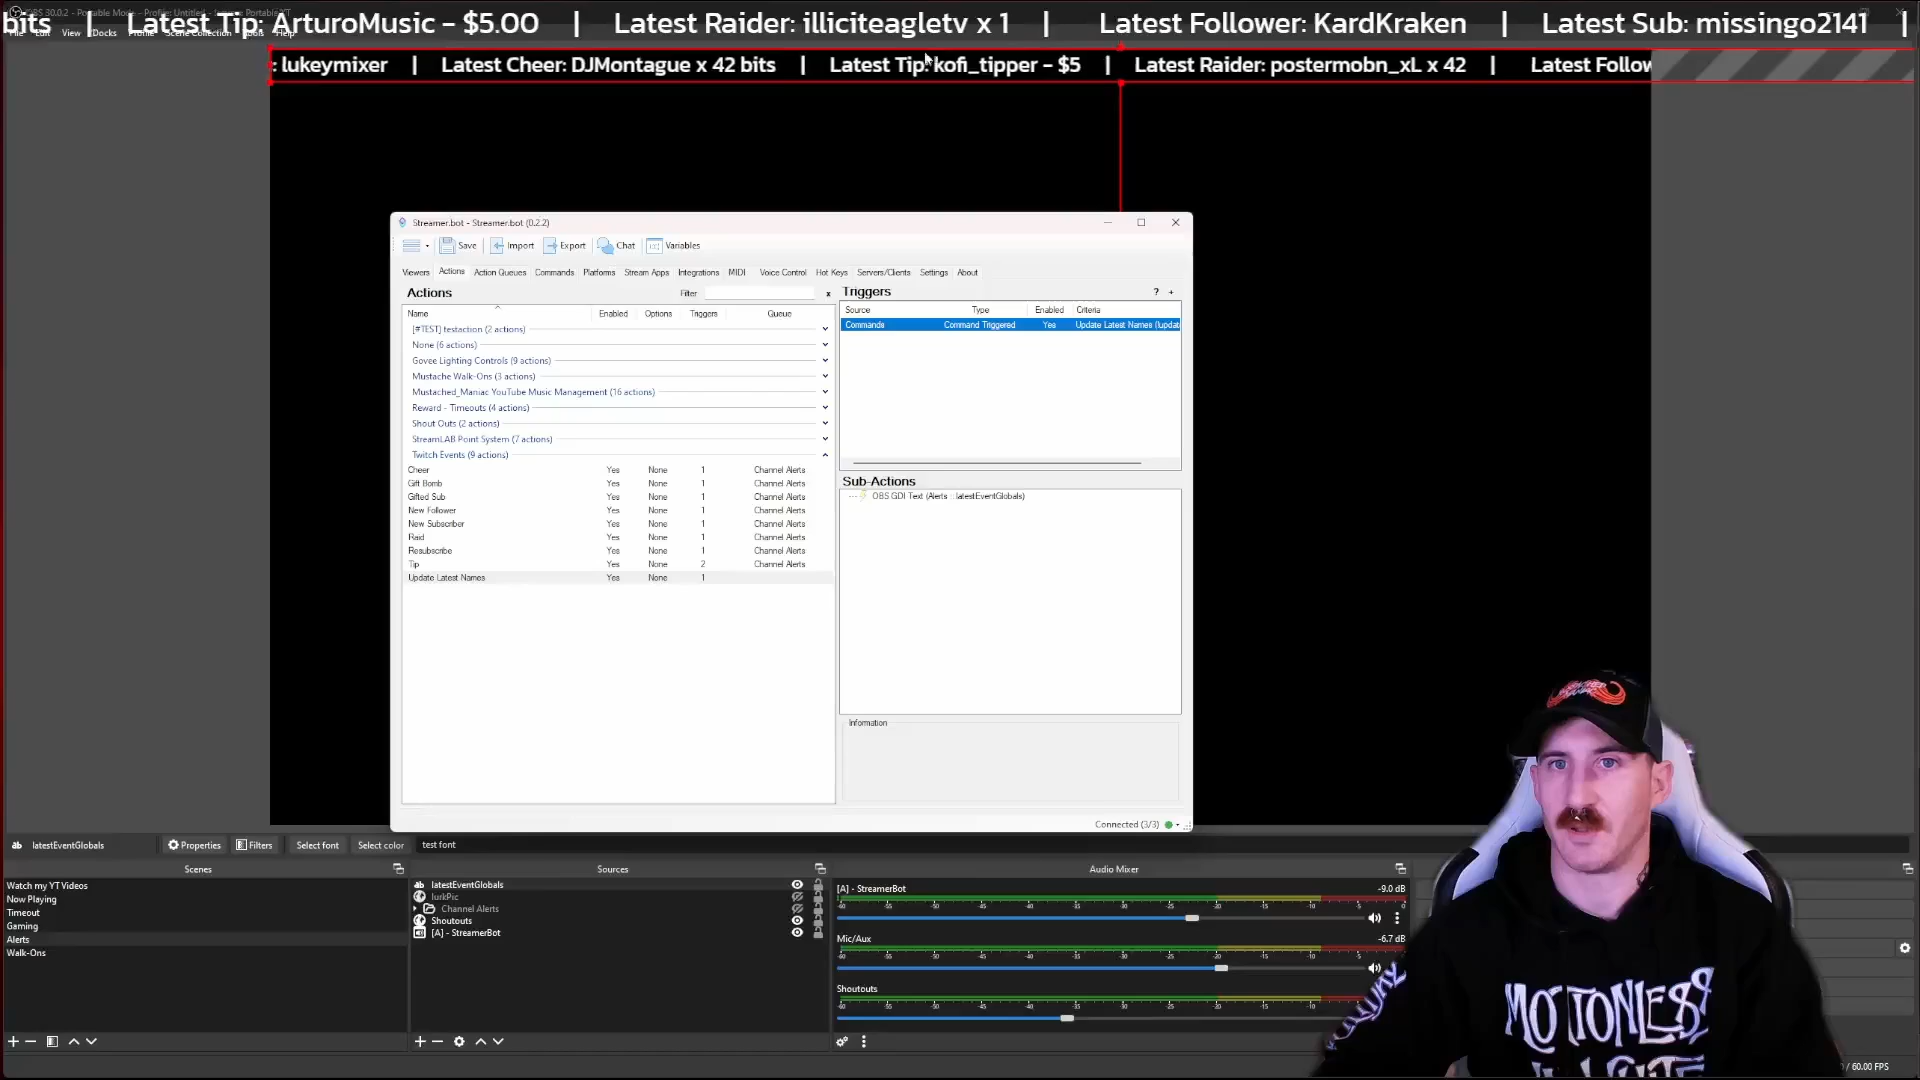 bits | Latest Tip: ArturoMusic - $5.00 | Latest Raider: illiciteagletv x 1 | Latest Follower: KardKraken | Latest Sub: missingo2141 |
View Docks Profile Scene Collection Tools Help
: lukeymixer | Latest Cheer: DJMontague x 42 bits | Latest Tip: kofi_tipper - $5 | Latest Raider: postermobn_xL x 42 | Latest Follow
Streamer.bot - Streamer.bot (0.2.2)
Save Import Export Chat Variables
Viewers Actions Action Queues Commands Platforms Stream Apps Integrations MIDI Voice Control Hot Keys Servers/Clients Settings About
Actions Filter x Triggers ? +
Name Enabled Options Triggers Queue
Source Type Enabled Criteria
Commands Command Triggered Yes Update Latest Names (!updat
[#TEST] testaction (2 actions)
None (6 actions)
Govee Lighting Controls (9 actions)
Mustache Walk-Ons (3 actions)
Mustached_Maniac YouTube Music Management (16 actions)
Reward - Timeouts (4 actions)
Shout Outs (2 actions)
StreamLAB Point System (7 actions)
Twitch Events (9 actions)
Cheer Yes None 1 Channel Alerts
Gift Bomb Yes None 1 Channel Alerts
Gifted Sub Yes None 1 Channel Alerts
New Follower Yes None 1 Channel Alerts
New Subscriber Yes None 1 Channel Alerts
Raid Yes None 1 Channel Alerts
Resubscribe Yes None 1 Channel Alerts
Tip Yes None 2 Channel Alerts
Update Latest Names Yes None 1
Sub-Actions
OBS GDI Text (Alerts :: latestEventGlobals)
Information
Connected (3/3)
latestEventGlobals Properties Filters Select font Select color test font
Scenes
Watch my YT Videos
Now Playing
Timeout
Gaming
Alerts
Walk-Ons
Sources
latestEventGlobals
lurkPic
Channel Alerts
Shoutouts
[A] - StreamerBot
Audio Mixer
[A] - StreamerBot -9.0 dB
Mic/Aux -6.7 dB
Shoutouts
/ 60.00 FPS
MOTIONLESS